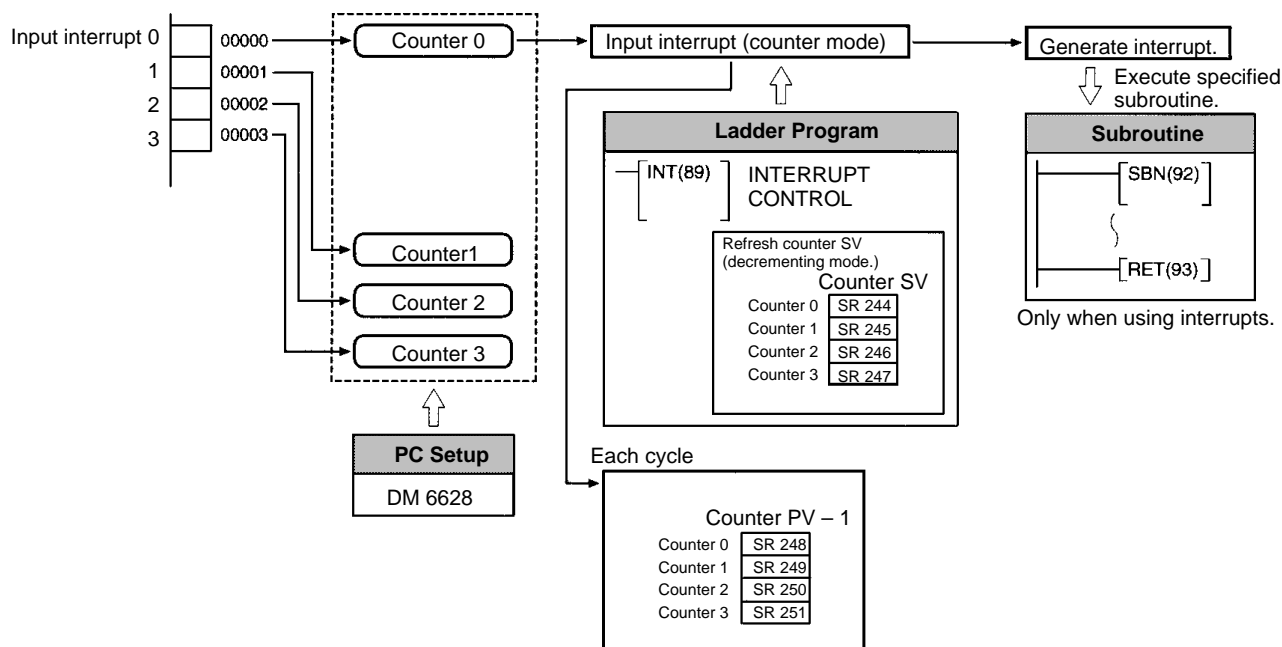 Input interrupt 0
00000
1
00001
2
00002
3
00003
Counter 0
Counter1
Counter 2
Counter 3
PC Setup
DM 6628
Input interrupt (counter mode)
Ladder Program
INT(89)
INTERRUPT
CONTROL
Refresh counter SV
(decrementing mode.)
Counter SV
Counter 0 SR 244
Counter 1 SR 245
Counter 2 SR 246
Counter 3 SR 247
Each cycle
Counter PV – 1
Counter 0 SR 248
Counter 1 SR 249
Counter 2 SR 250
Counter 3 SR 251
Generate interrupt.
Execute specified
subroutine.
Subroutine
SBN(92)
RET(93)
Only when using interrupts.